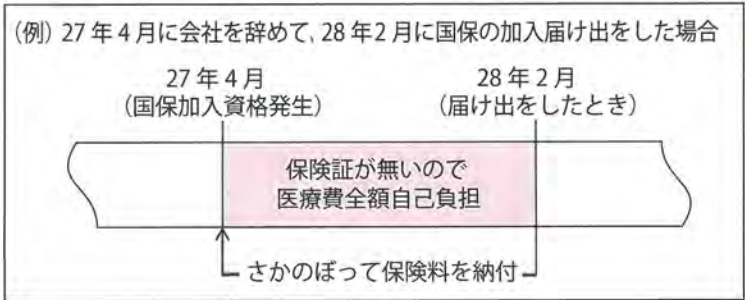 (例) 27年4月に会社を辞めて、28年2月に国保の加入届け出をした場合
27年4月
(国保加入資格発生)
28年2月
(届け出をしたとき)
保険証が無いので
医療費全額自己負担
さかのぼって保険料を納付